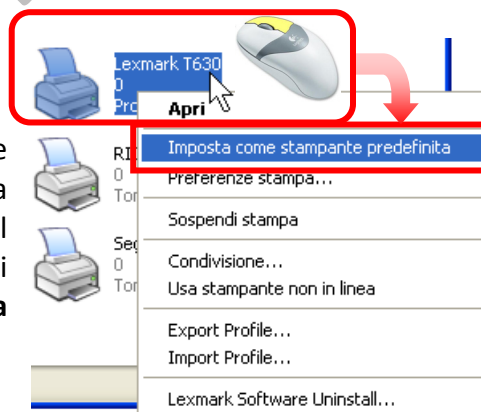 Lexmark T630
0
Apri
Imposta come stampante predefinita
Preferenze stampa...
Sospendi stampa
Condivisione...
Usa stampante non in linea
Export Profile...
Import Profile...
Lexmark Software Uninstall...
0
0
e
a
l
i
a